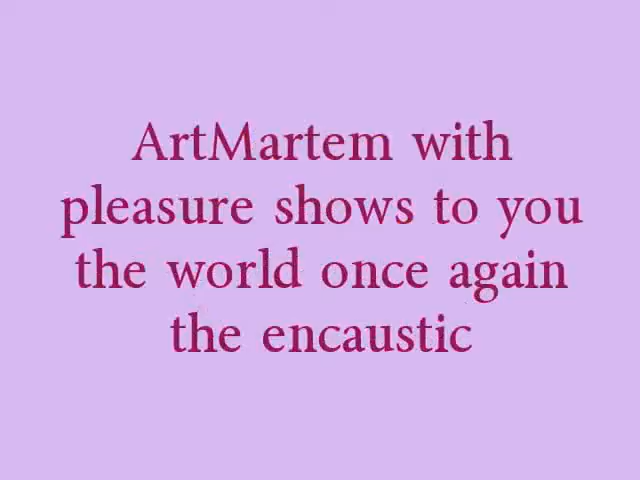 ArtMartem with
pleasure shows to you
the world once again
the encaustic